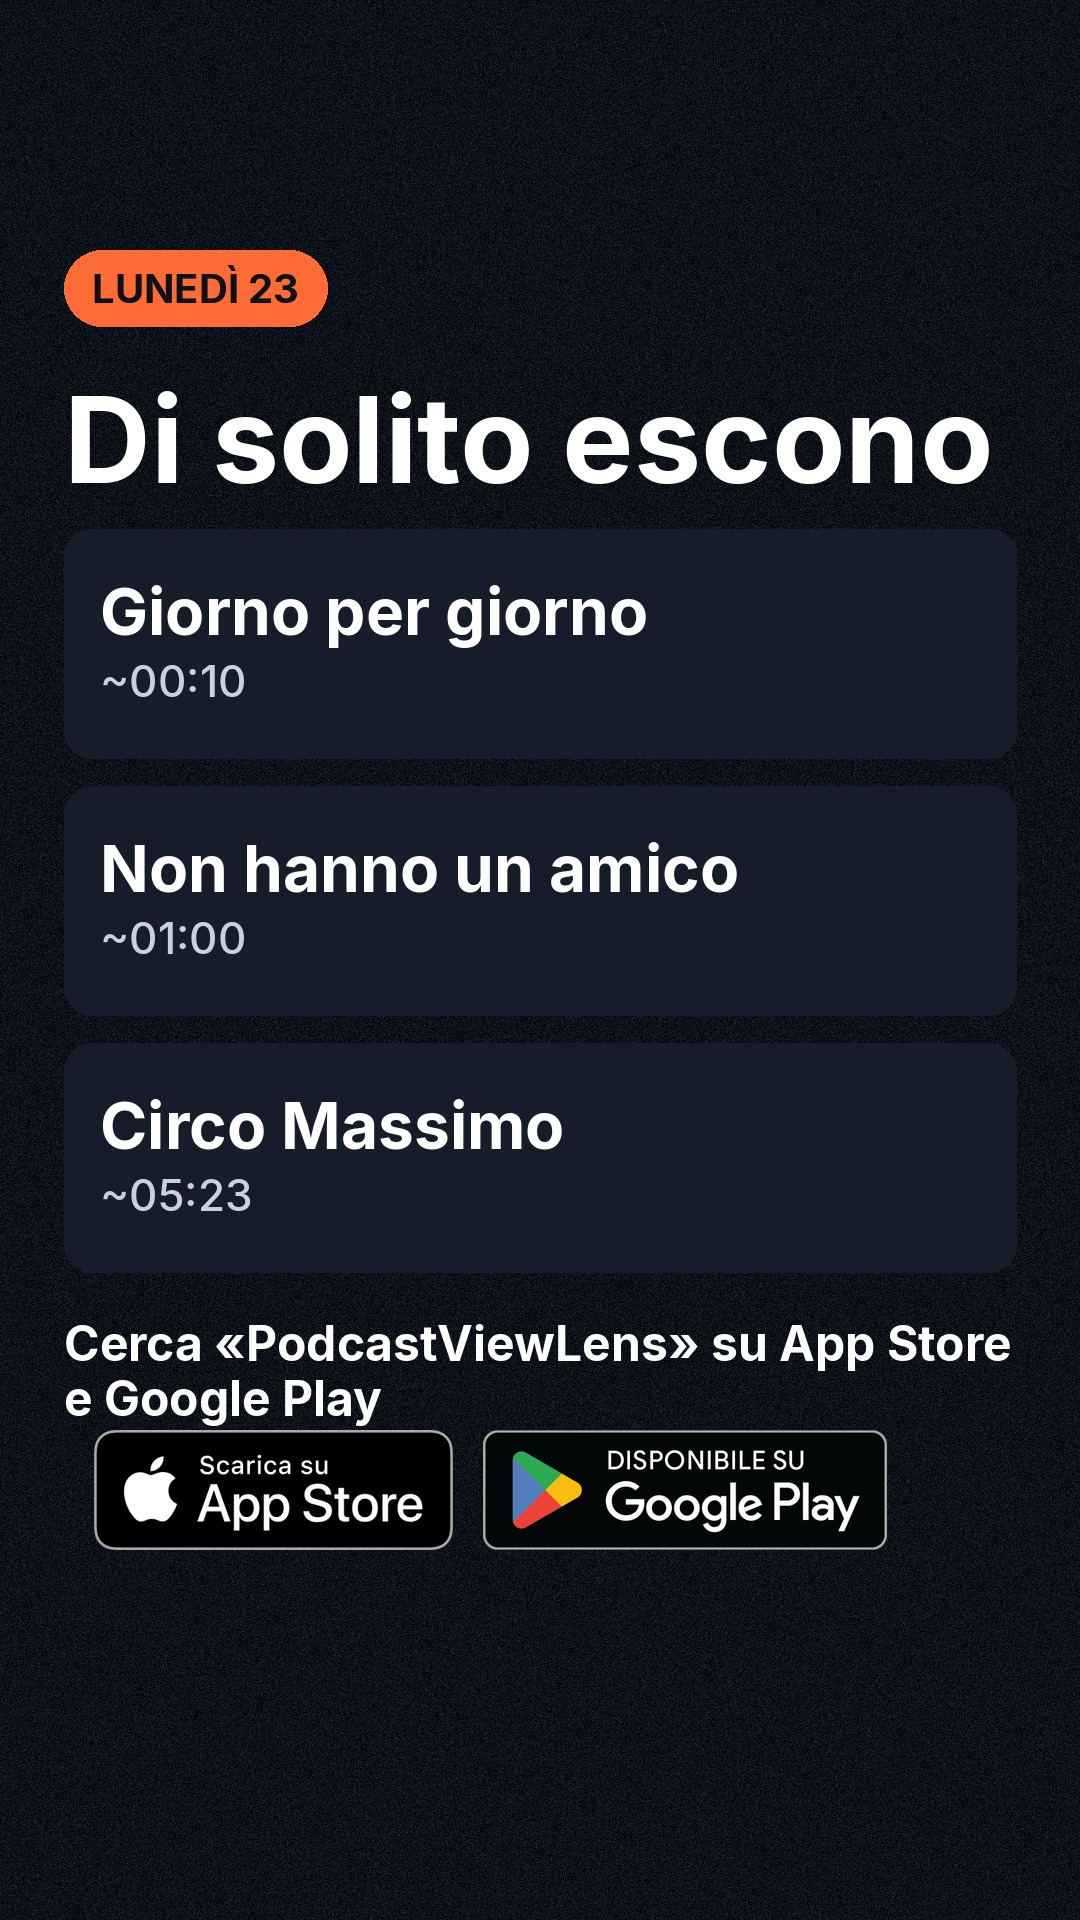 LUNEDÌ 23
Di solito escono
Giorno per giorno
~00:10
Non hanno un amico
~01:00
Circo Massimo
~05:23
Cerca «PodcastViewLens» su App Store
e Google Play
Scarica su
App Store
DISPONIBILE SU
Google Play